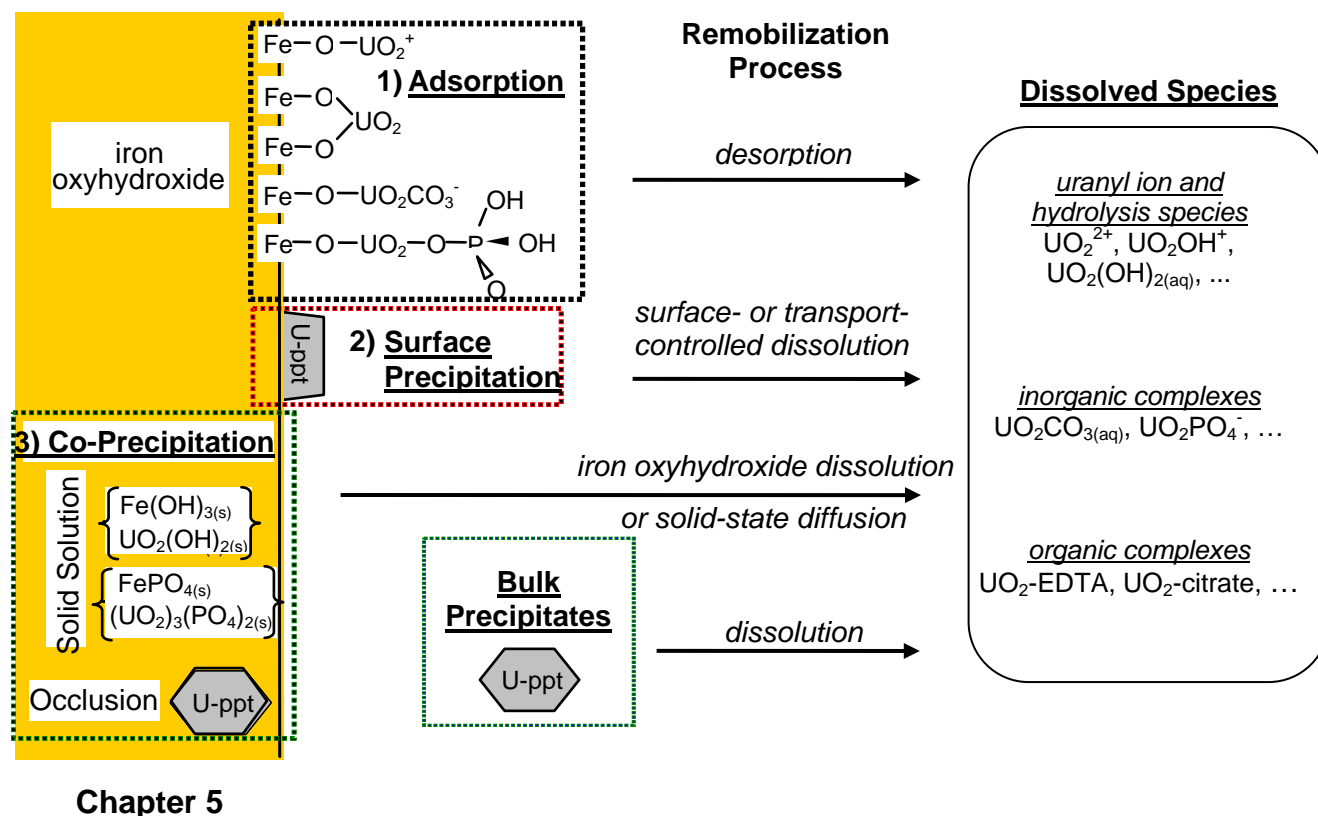 Fe–O–UO₂⁺
1) Adsorption
Fe–O
UO₂
Fe–O
Fe–O–UO₂CO₃⁻
Fe–O–UO₂–O–P
OH
OH
O
iron
oxyhydroxide
U-ppt
2) Surface
Precipitation
3) Co-Precipitation
Solid Solution
Fe(OH)₃(s)
UO₂(OH)₂(s)
FePO₄(s)
(UO₂)₃(PO₄)₂(s)
Occlusion
U-ppt
Chapter 5
Remobilization
Process
desorption
surface- or transport-
controlled dissolution
iron oxyhydroxide dissolution
or solid-state diffusion
Bulk
Precipitates
U-ppt
dissolution
Dissolved Species
uranyl ion and
hydrolysis species
UO₂²⁺, UO₂OH⁺,
UO₂(OH)₂(aq), ...
inorganic complexes
UO₂CO₃(aq), UO₂PO₄⁻, …
organic complexes
UO₂-EDTA, UO₂-citrate, …